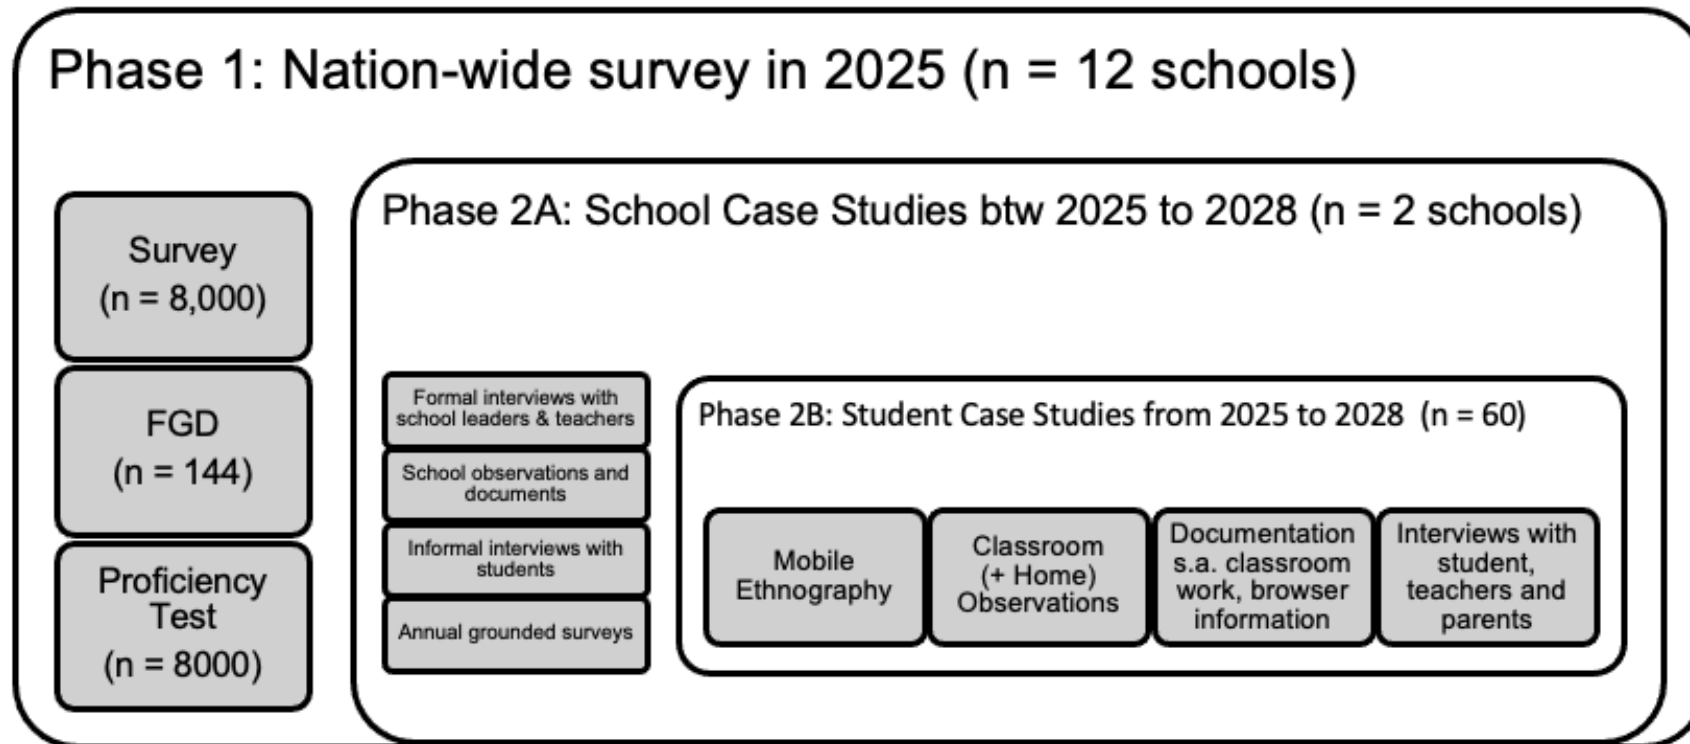 Phase 1: Nation-wide survey in 2025 (n = 12 schools)
Survey
(n = 8,000)
FGD
(n = 144)
Proficiency
Test
(n = 8000)
Phase 2A: School Case Studies btw 2025 to 2028 (n = 2 schools)
Formal interviews with
school leaders & teachers
School observations and
documents
Informal interviews with
students
Annual grounded surveys
Phase 2B: Student Case Studies from 2025 to 2028 (n = 60)
Mobile
Ethnography
Classroom
(+ Home)
Observations
Documentation
s.a. classroom
work, browser
information
Interviews with
student,
teachers and
parents